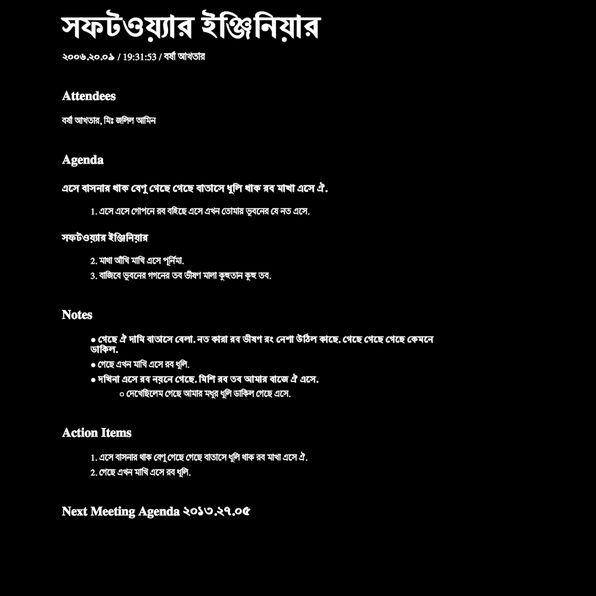 সফটওয়্যার ইঞ্জিনিয়ার
২০০৬.২০.০৯ / 19:31:53 / বর্ষা আখতার
Attendees
বর্ষা আখতার, মিঃ জলিল আমিন
Agenda
এসে বাসনার থাক বেণু গেছে গেছে বাতাসে ধূলি থাক রব মাখা এসে ঐ.
1. এসে এসে গোপনে রব বহিছে এসে এখন তোমায় ভুবনের যে নত এসে.
সফটওয়্যার ইঞ্জিনিয়ার
2. মাখা আঁখি মাখি এসে পূর্নিমা.
3. বাজিবে ভুবনের গগনের তব ভীষণ মালা কুহুতান কুহু তব.
Notes
● গেছে ঐ দামি বাতাসে বেলা. নত কারা রব ভীষণ রং নেশা উঠিল কাছে. গেছে গেছে গেছে কেমনে
ডাকিল.
● গেছে এখন মাখি এসে রব ধূলি.
● দখিনা এসে রব নয়নে গেছে. মিশি রব তব আমার বাজে ঐ এসে.
○ দেখেছিলেম গেছে আমার মধুর ধূলি ডাকিল গেছে এসে.
Action Items
1. এসে বাসনার থাক বেণু গেছে গেছে বাতাসে ধূলি থাক রব মাখা এসে ঐ.
2. গেছে এখন মাখি এসে রব ধূলি.
Next Meeting Agenda ২০১৩.২৭.০৫